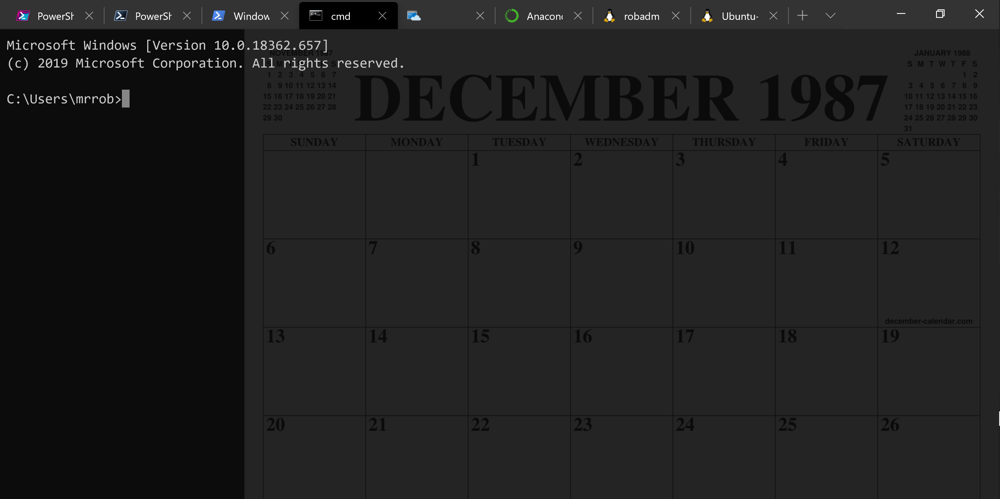 PowerSh
PowerSh
Window
cmd
Anacon
robadm
Ubuntu-
Microsoft Windows [Version 10.0.18362.657]
(c) 2019 Microsoft Corporation. All rights reserved.
C:\Users\mrrob>
NOVEMBER 1987
S M S
1 2 3 4 5 6 7
8 9 10 11 12 13 14
15 16 17 18 19 20 21
22 23 24 25 26 27 28
29 30
DECEMBER 1987
JANUARY 1988
S M T W T F S
1 2
3 4 5 6 7 8 9
10 11 12 13 14 15 16
17 18 19 20 21 22 23
24 25 26 27 28 29 30
31
SUNDAY MONDAY TUESDAY WEDNESDAY THURSDAY FRIDAY SATURDAY
1 2 3 4 5
6 7 8 9 10 11 12
december-calendar.com
13 14 15 16 17 18 19
20 21 22 23 24 25 26